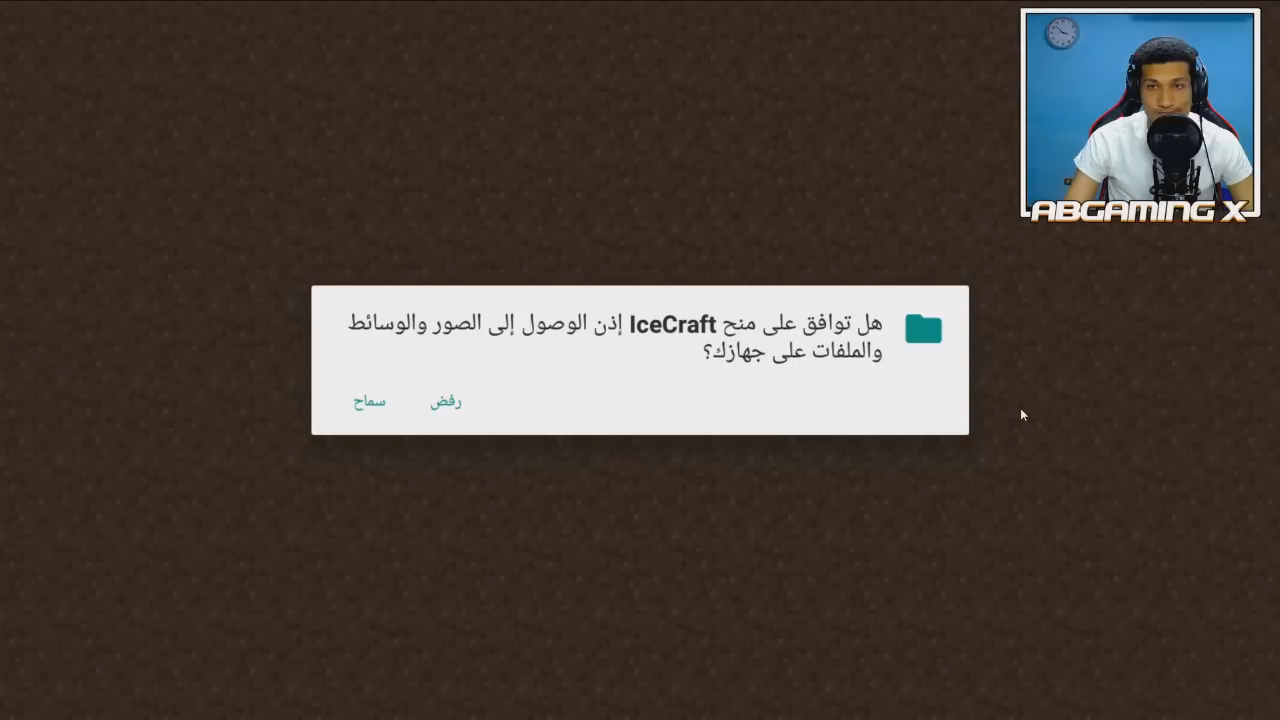 ABGAMING X
هل توافق على منح IceCraft إذن الوصول إلى الصور والوسائط
والملفات على جهازك؟
رفض
سماح